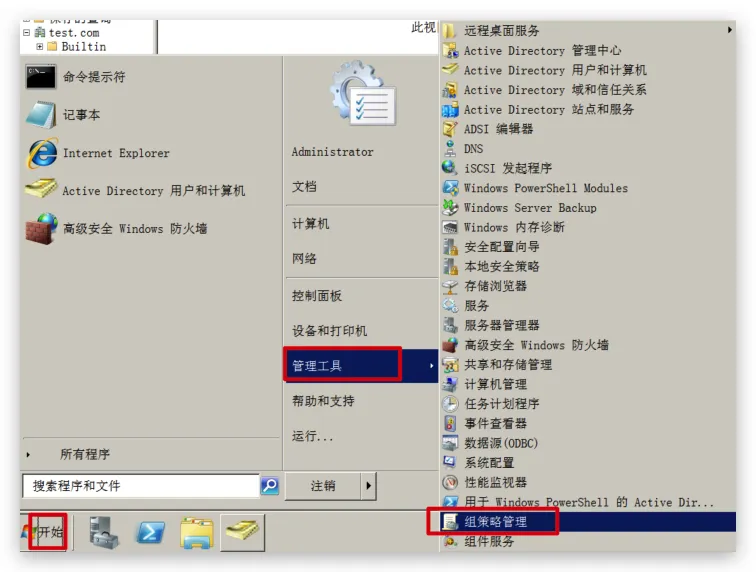 test.com
Builtin
此视
命令提示符
记事本
Internet Explorer
Active Directory 用户和计算机
高级安全 Windows 防火墙
所有程序
搜索程序和文件
Administrator
文档
计算机
网络
控制面板
设备和打印机
管理工具
帮助和支持
运行...
注销
远程桌面服务
Active Directory 管理中心
Active Directory 用户和计算机
Active Directory 域和信任关系
Active Directory 站点和服务
ADSI 编辑器
DNS
iSCSI 发起程序
Windows PowerShell Modules
Windows Server Backup
Windows 内存诊断
安全配置向导
本地安全策略
存储浏览器
服务
服务器管理器
高级安全 Windows 防火墙
共享和存储管理
计算机管理
任务计划程序
事件查看器
数据源(ODBC)
系统配置
性能监视器
用于 Windows PowerShell 的 Active Dir...
组策略管理
组件服务
开始